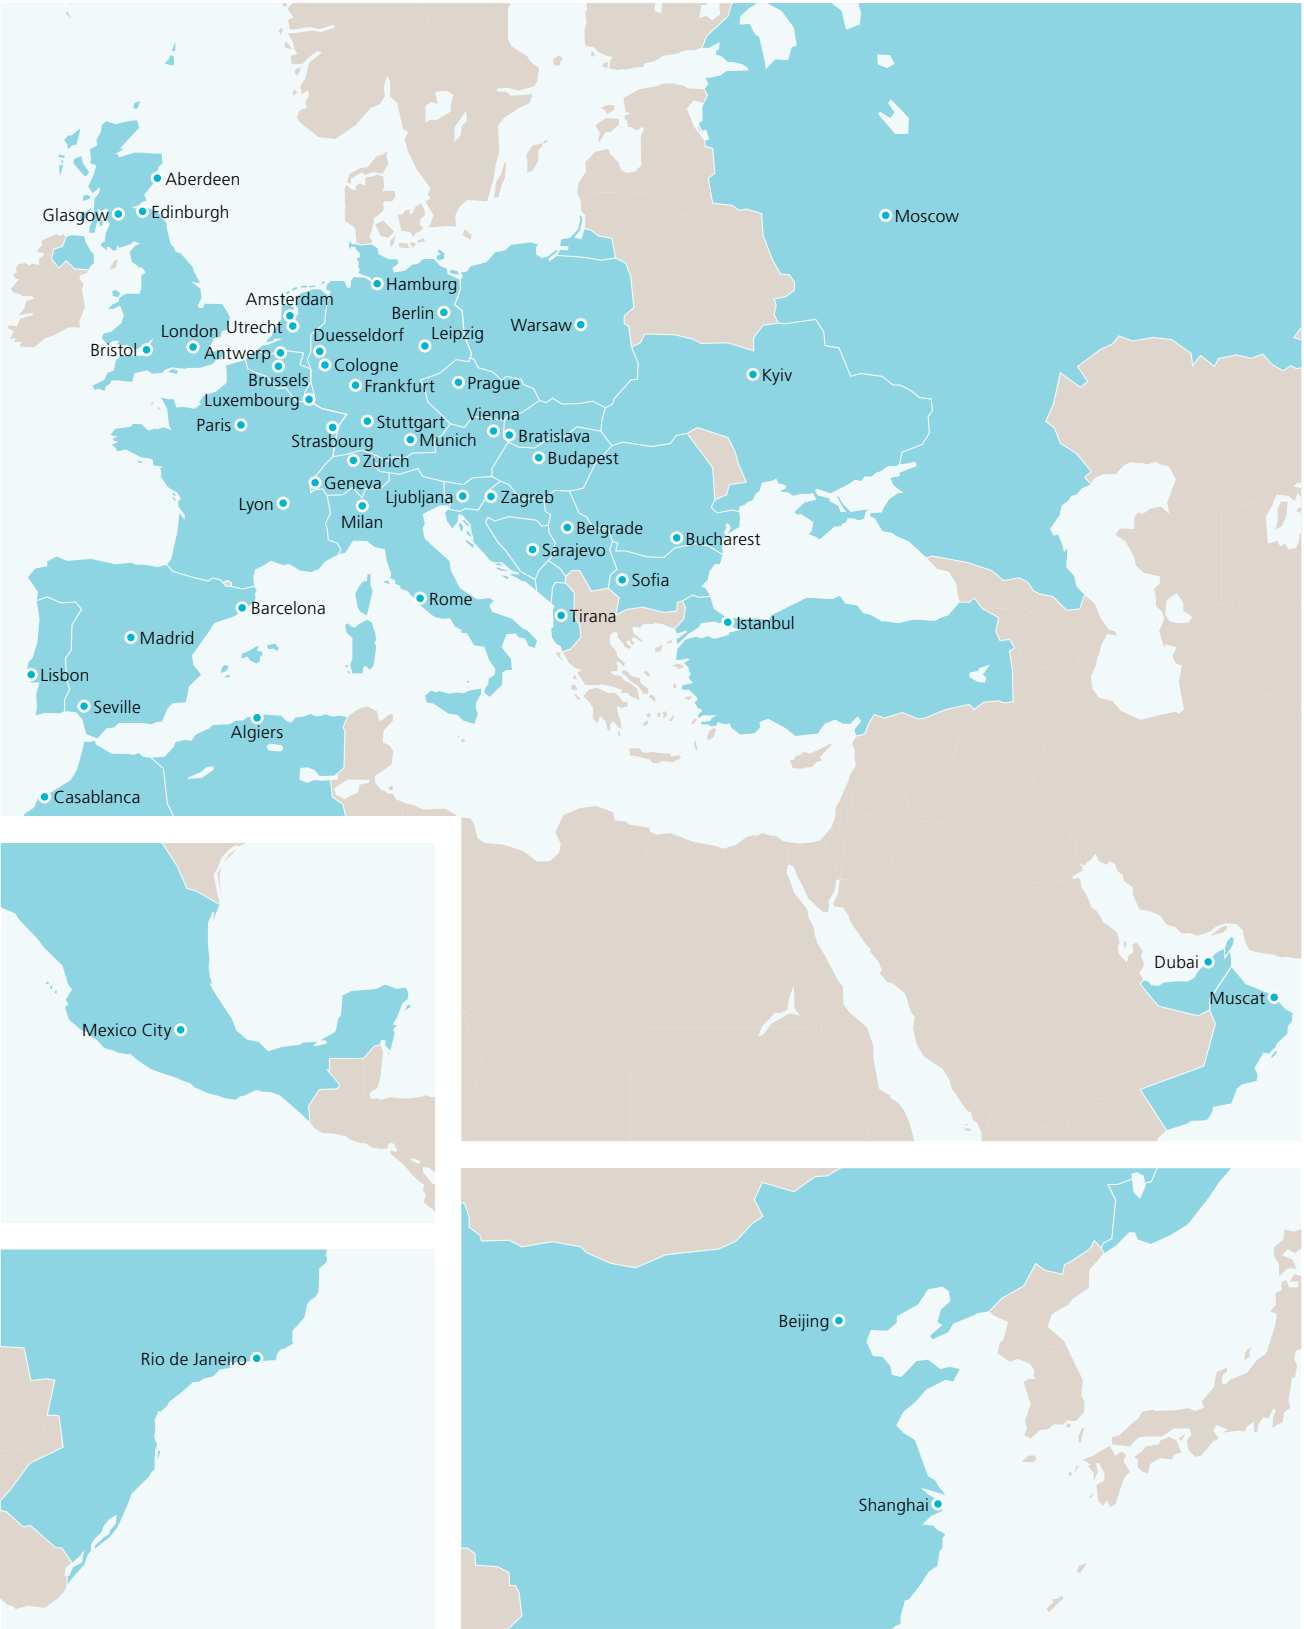 Aberdeen
Glasgow
Edinburgh
Moscow
Hamburg
Amsterdam
Berlin
London
Utrecht
Duesseldorf
Leipzig
Warsaw
Bristol
Antwerp
Cologne
Brussels
Frankfurt
Prague
Kyiv
Luxembourg
Vienna
Paris
Stuttgart
Strasbourg
Munich
Bratislava
Zurich
Budapest
Geneva
Lyon
Ljubljana
Zagreb
Milan
Belgrade
Bucharest
Sarajevo
Sofia
Rome
Barcelona
Tirana
Istanbul
Madrid
Lisbon
Seville
Algiers
Casablanca
Dubai
Muscat
Mexico City
Beijing
Rio de Janeiro
Shanghai